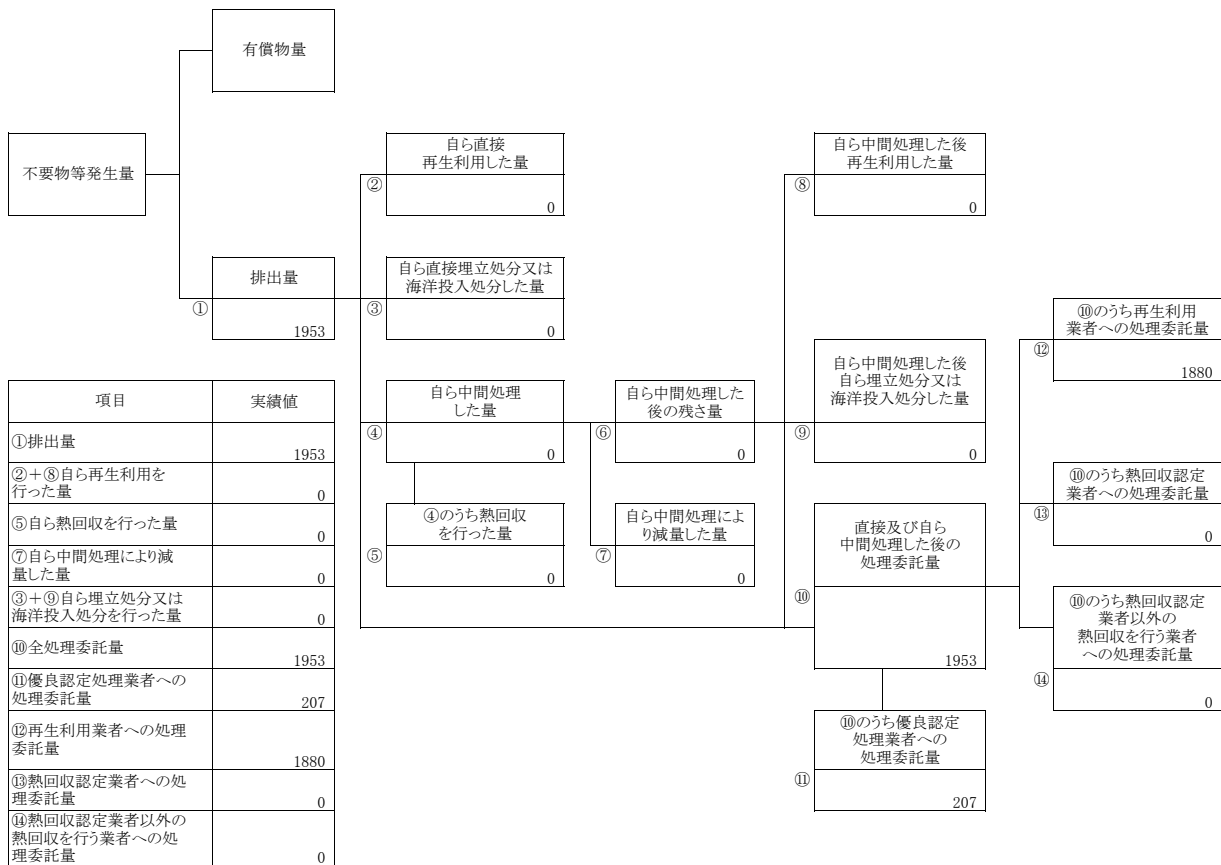 有償物量
不要物等発生量
自ら直接
再生利用した量
②
0
自ら中間処理した後
再生利用した量
⑧
0
排出量
①
1953
自ら直接埋立処分又は
海洋投入処分した量
③
0
⑩のうち再生利用
業者への処理委託量
⑫
1880
自ら中間処理
した量
④
0
自ら中間処理した
後の残さ量
⑥
0
自ら中間処理した後
自ら埋立処分又は
海洋投入処分した量
⑨
0
⑩のうち熱回収認定
業者への処理委託量
⑬
0
④のうち熱回収
を行った量
⑤
0
自ら中間処理によ
り減量した量
⑦
0
直接及び自ら
中間処理した後の
処理委託量
⑩
1953
⑩のうち熱回収認定
業者以外の
熱回収を行う業者
への処理委託量
⑭
0
⑩のうち優良認定
処理業者への
処理委託量
⑪
207
項目 実績値
①排出量
1953
②＋⑧自ら再生利用を
行った量
0
⑤自ら熱回収を行った量
0
⑦自ら中間処理により減
量した量
0
③＋⑨自ら埋立処分又は
海洋投入処分を行った量
0
⑩全処理委託量
1953
⑪優良認定処理業者への
処理委託量
207
⑫再生利用業者への処理
委託量
1880
⑬熱回収認定業者への処
理委託量
0
⑭熱回収認定業者以外の
熱回収を行う業者への処
理委託量
0